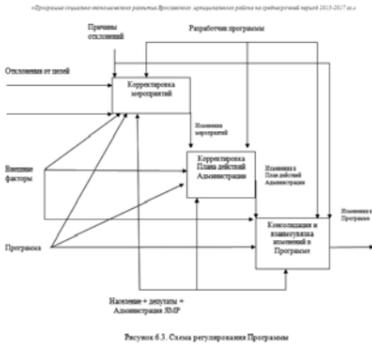 «Программа социально-экономического развития Ярославского муниципального района на среднесрочный период 2015-2017 гг.»
Причины
отклонений
Разработчик программы
Отклонения от целей
Корректировка
мероприятий
Изменения
мероприятий
Корректировка
Плана действий
Администрации
Внешние
факторы
Изменения в
План действий
Администрации
Консолидация и
взаимоувязка
изменений в
Программе
Изменения в
Программе
Программа
Население + депутаты +
Администрация ЯМР
Рисунок 6.3. Схема регулирования Программы